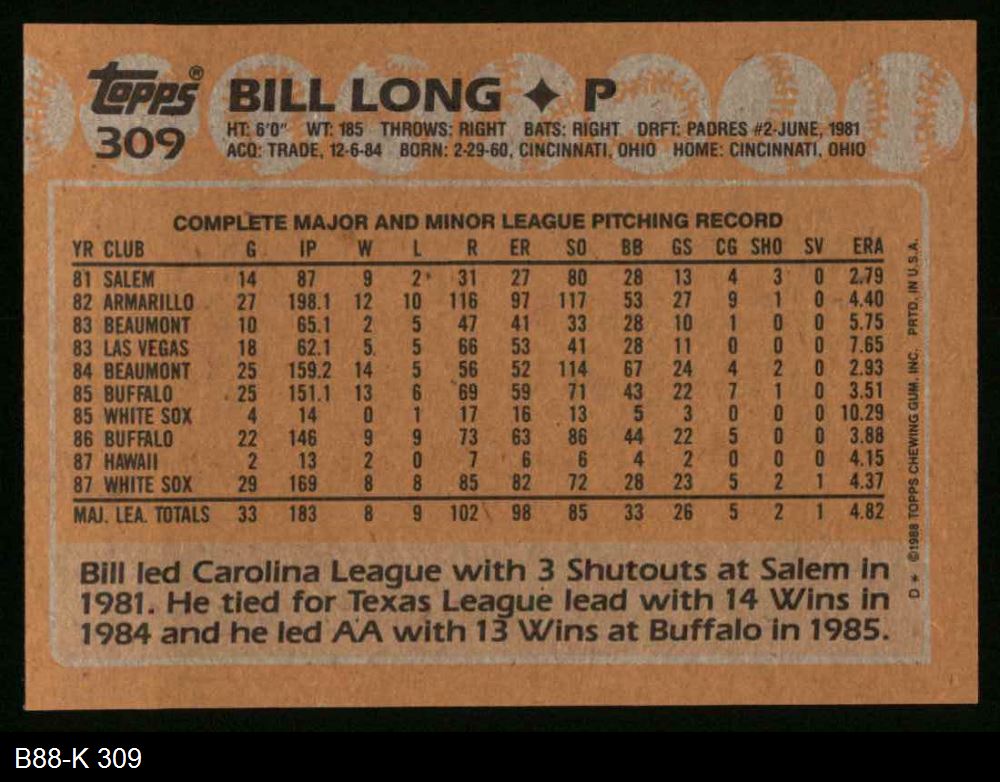 topps®
309
BILL LONG ✦ P
HT: 6'0" WT: 185 THROWS: RIGHT BATS: RIGHT DRFT: PADRES #2-JUNE, 1981
ACQ: TRADE, 12-6-84 BORN: 2-29-60, CINCINNATI, OHIO HOME: CINCINNATI, OHIO
COMPLETE MAJOR AND MINOR LEAGUE PITCHING RECORD
YR CLUB G IP W L R ER SO BB GS CG SHO SV ERA
81 SALEM 14 87 9 2 31 27 80 28 13 4 3 0 2.79
82 ARMARILLO 27 198.1 12 10 116 97 117 53 27 9 1 0 4.40
83 BEAUMONT 10 65.1 2 5 47 41 33 28 10 1 0 0 5.75
83 LAS VEGAS 18 62.1 5 5 66 53 41 28 11 0 0 0 7.65
84 BEAUMONT 25 159.2 14 5 56 52 114 67 24 4 2 0 2.93
85 BUFFALO 25 151.1 13 6 69 59 71 43 22 7 1 0 3.51
85 WHITE SOX 4 14 0 1 17 16 13 5 3 0 0 0 10.29
86 BUFFALO 22 146 9 9 73 63 86 44 22 5 0 0 3.88
87 HAWAII 2 13 2 0 7 6 6 4 2 0 0 0 4.15
87 WHITE SOX 29 169 8 8 85 82 72 28 23 5 2 1 4.37
MAJ. LEA. TOTALS 33 183 8 9 102 98 85 33 26 5 2 1 4.82
Bill led Carolina League with 3 Shutouts at Salem in
1981. He tied for Texas League lead with 14 Wins in
1984 and he led AA with 13 Wins at Buffalo in 1985.
D* ©1988 TOPPS CHEWING GUM, INC. PRTD. IN U.S.A.
B88-K 309